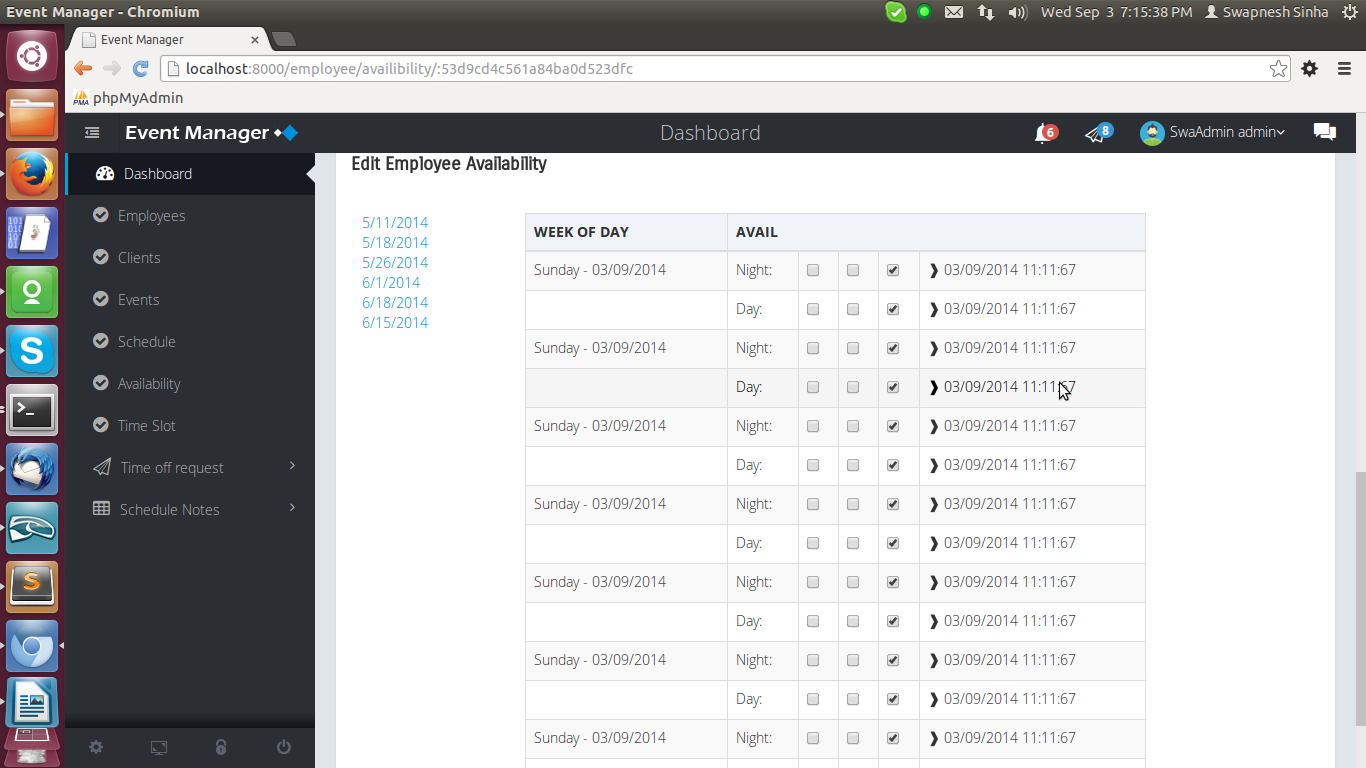 Event Manager - Chromium
Wed Sep 3 7:15:38 PM
Swapnesh Sinha
Event Manager
localhost:8000/employee/availibility/:53d9cd4c561a84ba0d523dfc
PMA phpMyAdmin
Event Manager
Dashboard
6
8
SwaAdmin admin
Dashboard
Employees
Clients
Events
Schedule
Availability
Time Slot
Time off request
Schedule Notes
Edit Employee Availability
5/11/2014
5/18/2014
5/26/2014
6/1/2014
6/18/2014
6/15/2014
WEEK OF DAY AVAIL
Sunday - 03/09/2014 Night: ❱ 03/09/2014 11:11:67
Day: ❱ 03/09/2014 11:11:67
Sunday - 03/09/2014 Night: ❱ 03/09/2014 11:11:67
Day: ❱ 03/09/2014 11:11:67
Sunday - 03/09/2014 Night: ❱ 03/09/2014 11:11:67
Day: ❱ 03/09/2014 11:11:67
Sunday - 03/09/2014 Night: ❱ 03/09/2014 11:11:67
Day: ❱ 03/09/2014 11:11:67
Sunday - 03/09/2014 Night: ❱ 03/09/2014 11:11:67
Day: ❱ 03/09/2014 11:11:67
Sunday - 03/09/2014 Night: ❱ 03/09/2014 11:11:67
Day: ❱ 03/09/2014 11:11:67
Sunday - 03/09/2014 Night: ❱ 03/09/2014 11:11:67